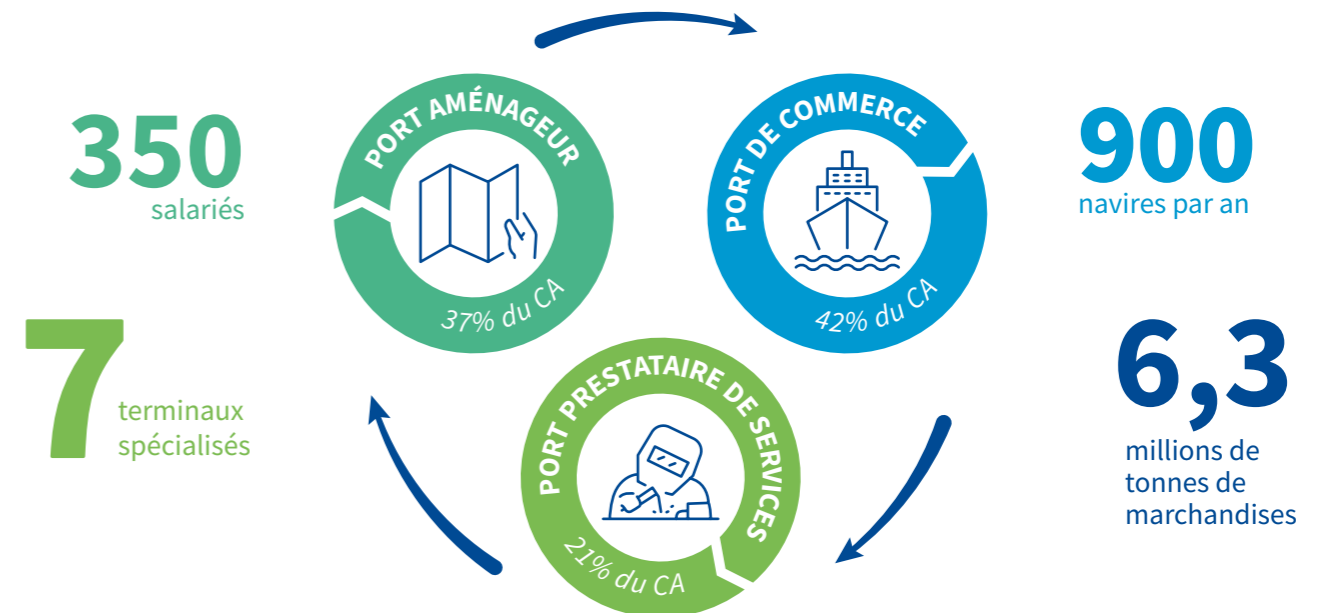 350
salariés
7
terminaux
spécialisés
PORT AMÉNAGEUR
37% du CA
PORT DE COMMERCE
42% du CA
PORT PRESTATAIRE DE SERVICES
21% du CA
900
navires par an
6,3
millions de
tonnes de
marchandises